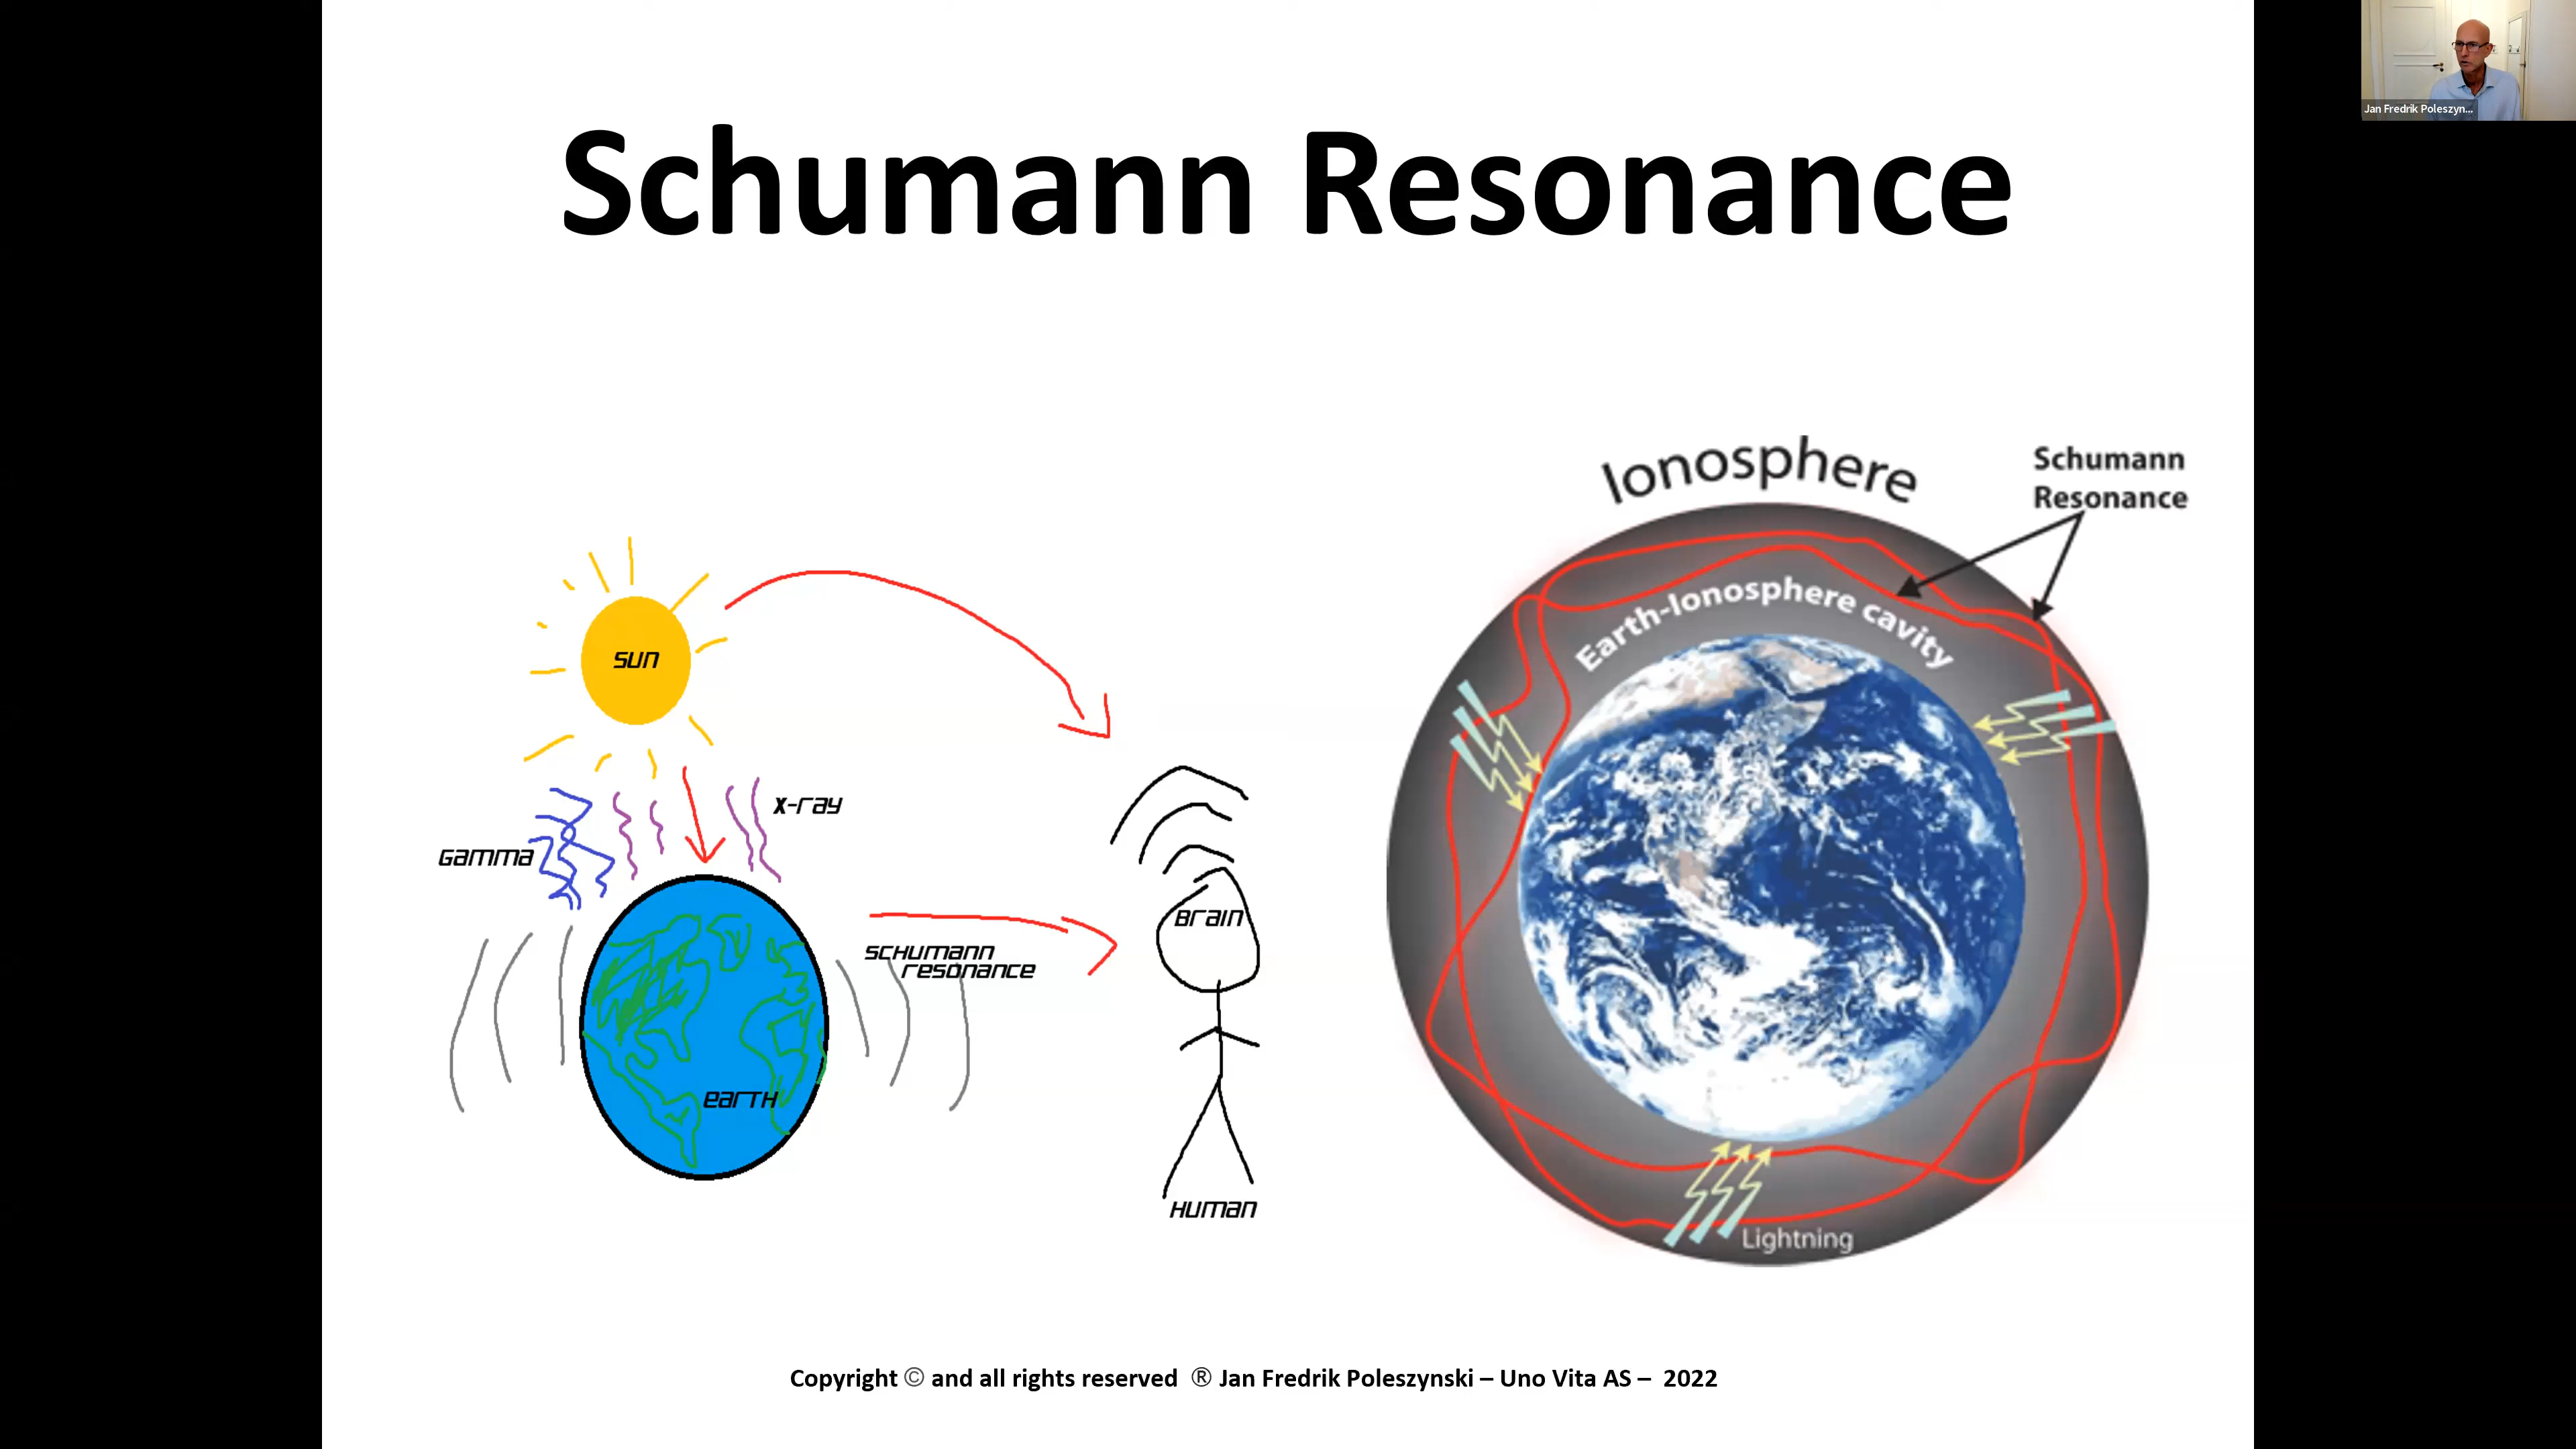 Jan Fredrik Poleszyn...
Schumann Resonance
Ionosphere
Schumann
Resonance
Earth-Ionosphere cavity
Lightning
SUN
X-ray
GAMMA
SCHUMANN
resonance
Brain
earth
Human
Copyright © and all rights reserved ® Jan Fredrik Poleszynski – Uno Vita AS – 2022